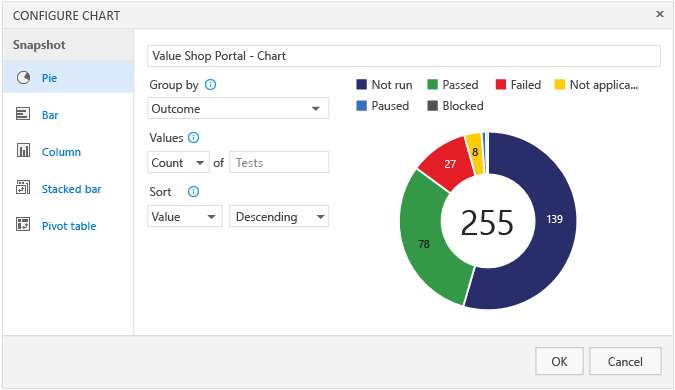 CONFIGURE CHART
Snapshot
Pie
Bar
Column
Stacked bar
Pivot table
Value Shop Portal - Chart
Group by
Outcome
Values
Count of Tests
Sort
Value Descending
Not run Passed Failed Not applica...
Paused Blocked
27 8
139
255
78
OK Cancel